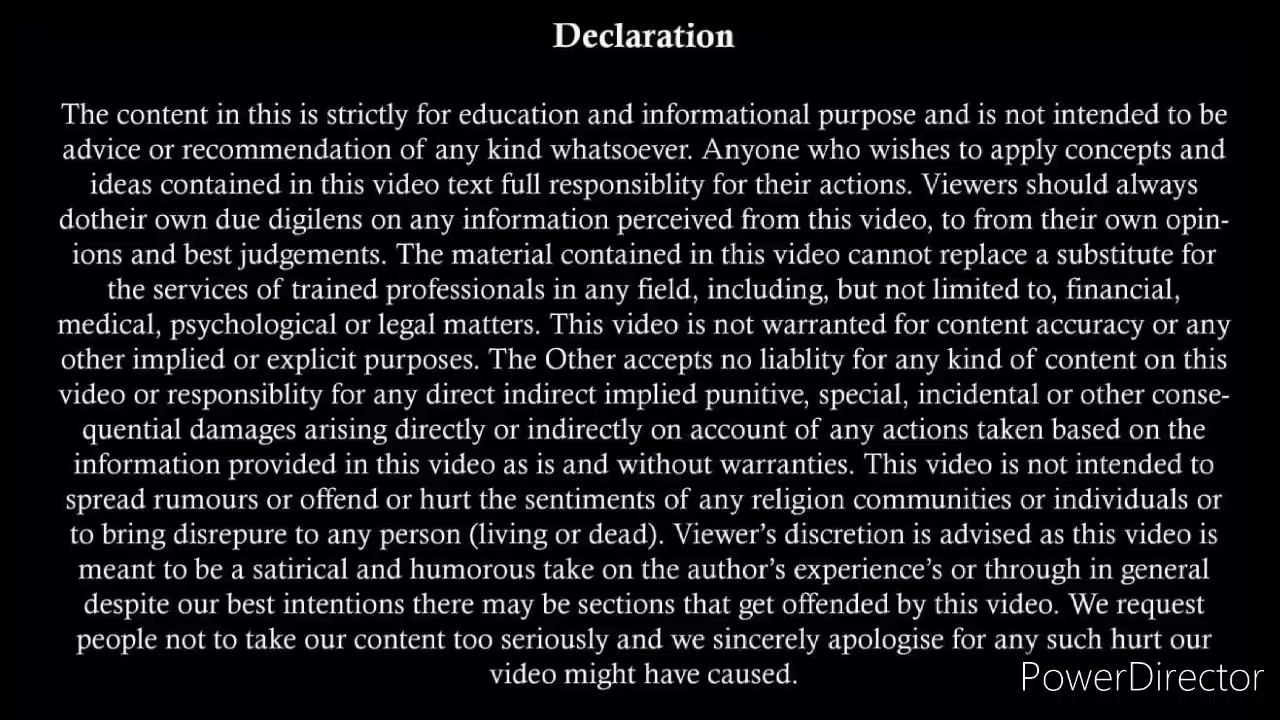 Declaration
The content in this is strictly for education and informational purpose and is not intended to be
advice or recommendation of any kind whatsoever. Anyone who wishes to apply concepts and
ideas contained in this video text full responsiblity for their actions. Viewers should always
dotheir own due digilens on any information perceived from this video, to from their own opin-
ions and best judgements. The material contained in this video cannot replace a substitute for
the services of trained professionals in any field, including, but not limited to, financial,
medical, psychological or legal matters. This video is not warranted for content accuracy or any
other implied or explicit purposes. The Other accepts no liablity for any kind of content on this
video or responsiblity for any direct indirect implied punitive, special, incidental or other conse-
quential damages arising directly or indirectly on account of any actions taken based on the
information provided in this video as is and without warranties. This video is not intended to
spread rumours or offend or hurt the sentiments of any religion communities or individuals or
to bring disrepure to any person (living or dead). Viewer’s discretion is advised as this video is
meant to be a satirical and humorous take on the author’s experience’s or through in general
despite our best intentions there may be sections that get offended by this video. We request
people not to take our content too seriously and we sincerely apologise for any such hurt our
video might have caused.
PowerDirector